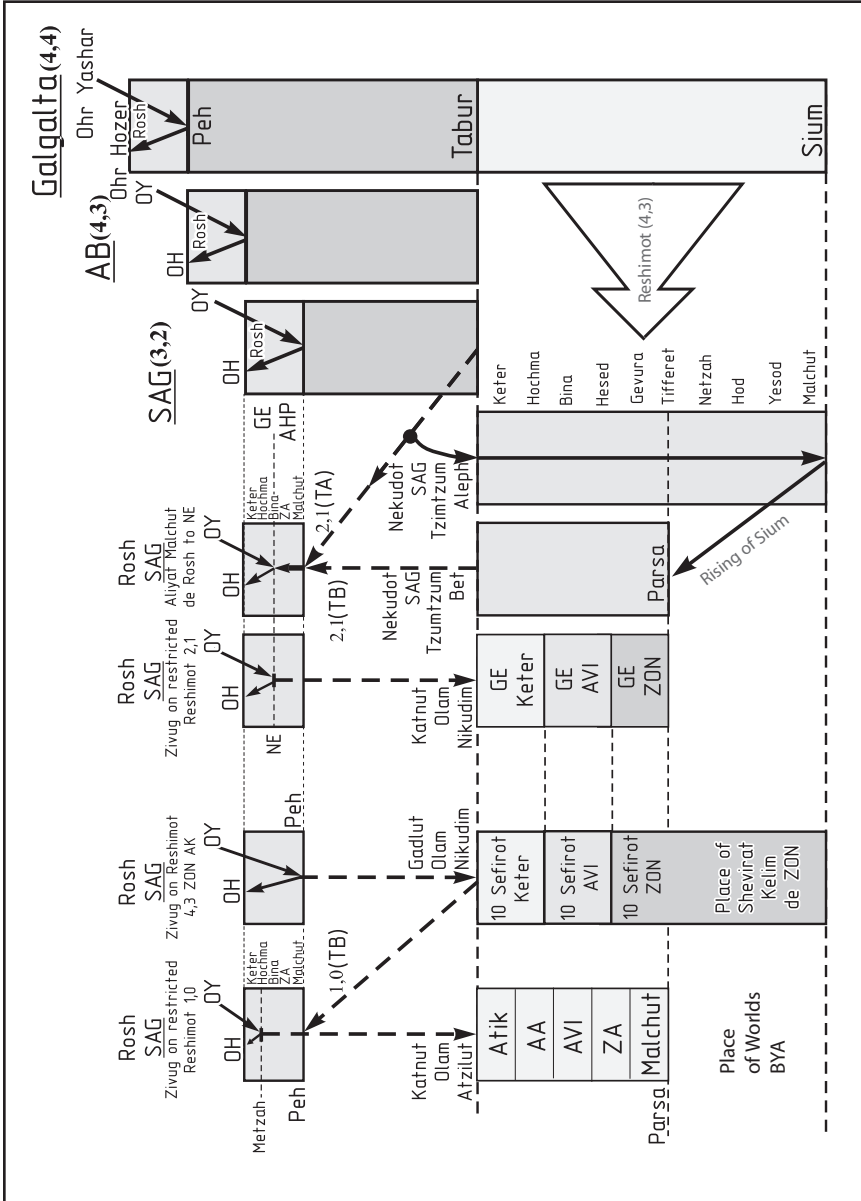 Galgalta(4,4)
Ohr Yashar
Ohr Hozer
Rosh
Peh
Tabur
Sium
AB(4,3)
OY
OH
Rosh
SAG(3,2)
OY
OH
Rosh
Reshimot (4,3)
GE
AHP
Keter
Hochma
Bina
Hesed
Gevura
Tifferet
Netzah
Hod
Yesod
Malchut
Nekudot
SAG
Tzimtzum
Aleph
2,1(TA)
Rising of Sium
Rosh
SAG
Aliyat Malchut
de Rosh to NE
OY
OH
Keter
Hochma
Bina-
ZA
Malchut
2,1(TB)
Nekudot
SAG
Tzumtzum
Bet
Parsa
Rosh
SAG
Zivug on restricted
Reshimot 2,1
OY
OH
NE
Katnut
Olam
Nikudim
GE
Keter
GE
AVI
GE
ZON
Rosh
SAG
Zivug on Reshimot
4,3 ZON AK
OY
OH
Peh
Gadlut
Olam
Nikudim
10 Sefirot
Keter
10 Sefirot
AVI
10 Sefirot
ZON
Place of
Shevirat
Kelim
de ZON
Rosh
SAG
Zivug on restricted
Reshimot 1,0
OY
OH
Keter
Hochma
Bina
ZA
Malchut
Metzah
Peh
1,0(TB)
Katnut
Olam
Atzilut
Atik
AA
AVI
ZA
Malchut
Parsa
Place
of Worlds
BYA